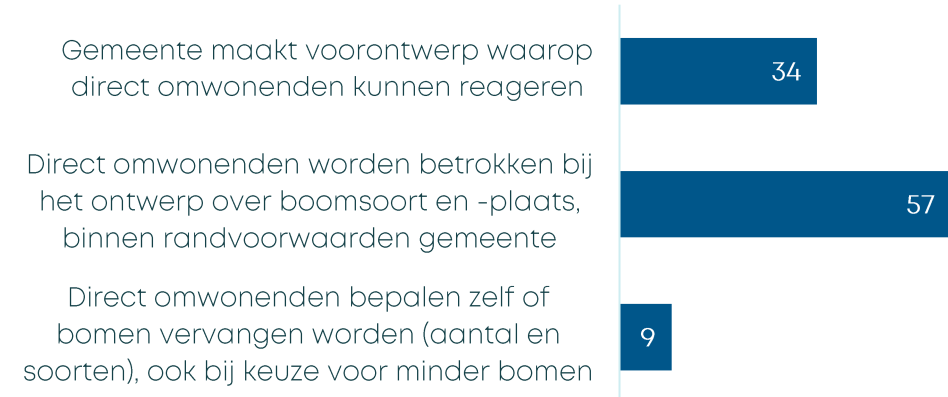 Gemeente maakt voorontwerp waarop
direct omwonenden kunnen reageren
34
Direct omwonenden worden betrokken bij
het ontwerp over boomsoort en -plaats,
binnen randvoorwaarden gemeente
57
Direct omwonenden bepalen zelf of
bomen vervangen worden (aantal en
soorten), ook bij keuze voor minder bomen
9